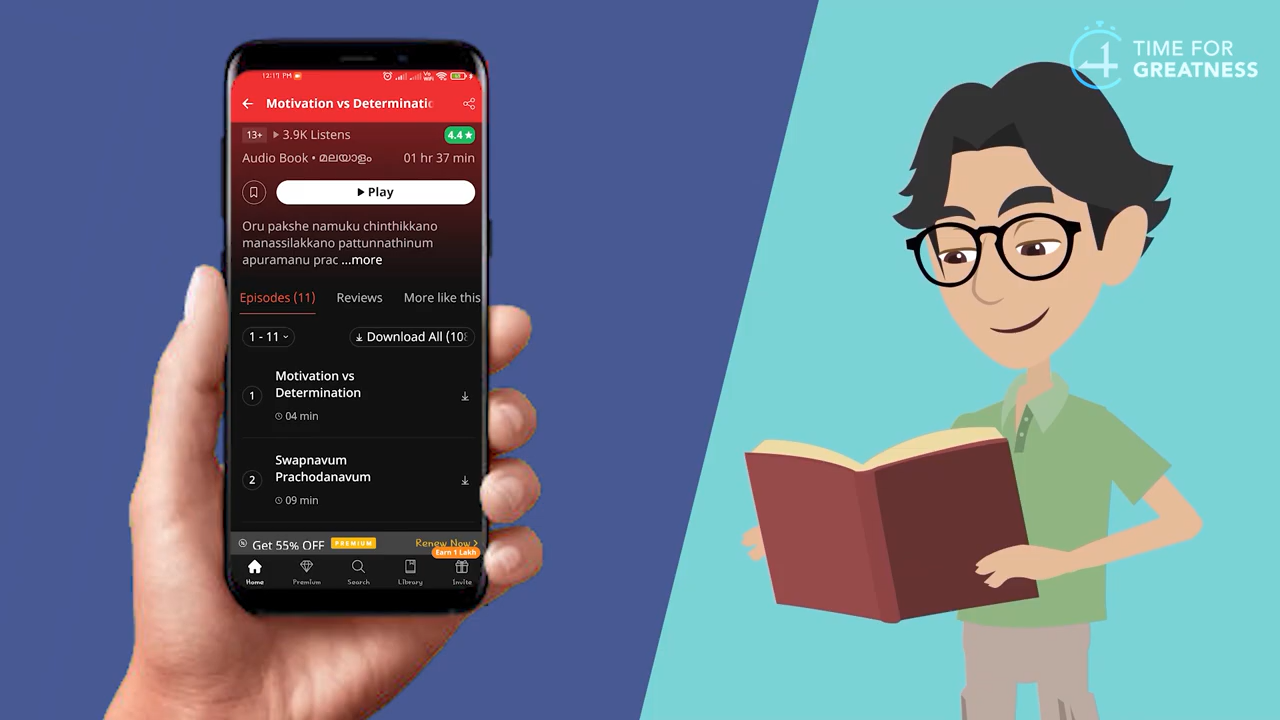 12:17 PM
Motivation vs Determinatio
13+ 3.9K Listens 4.4 ★
Audio Book • മലയാളം 01 hr 37 min
Play
Oru pakshe namuku chinthikkano
manassilakkano pattunnathinum
apuramanu prac ...more
Episodes (11) Reviews More like this
1 - 11 Download All (108
1 Motivation vs
Determination
04 min
2 Swapnavum
Prachodanavum
09 min
Get 55% OFF PREMIUM Renew Now >
Earn 1 Lakh
Home Premium Search Library Invite
TIME FOR
GREATNESS